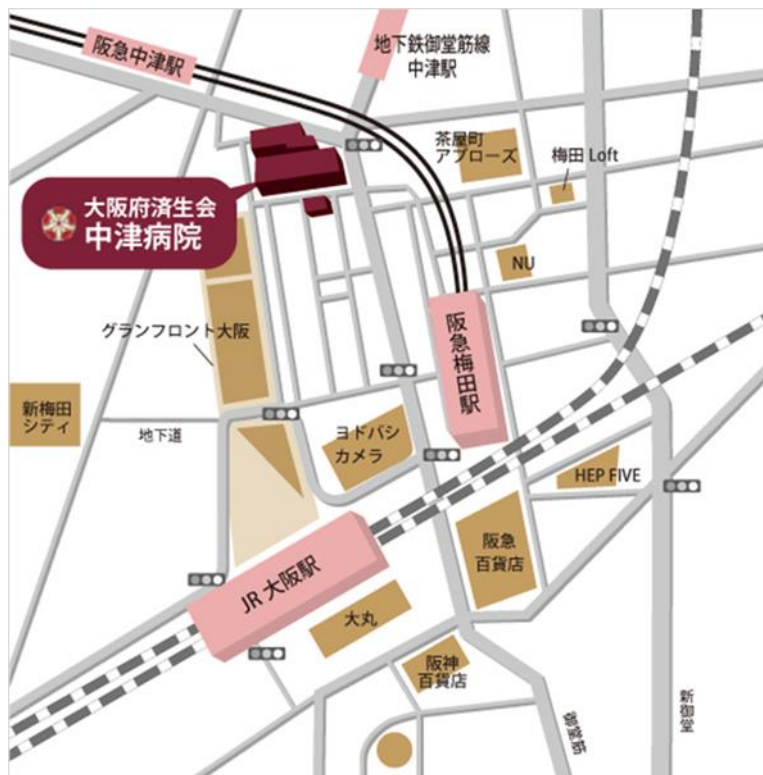 阪急中津駅
地下鉄御堂筋線
中津駅
茶屋町
アプローズ
梅田 Loft
大阪府済生会
中津病院
NU
グランフロント大阪
阪急梅田駅
新梅田
シティ
地下道
ヨドバシ
カメラ
HEP FIVE
阪急
百貨店
JR 大阪駅
大丸
阪神
百貨店
御堂筋
新御堂